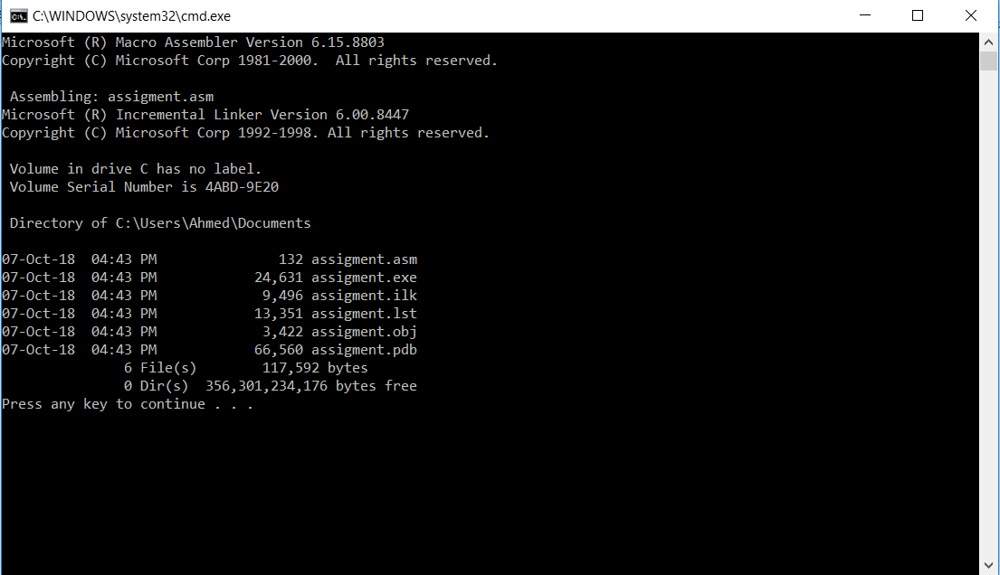 C:\WINDOWS\system32\cmd.exe
Microsoft (R) Macro Assembler Version 6.15.8803
Copyright (C) Microsoft Corp 1981-2000.  All rights reserved.
Assembling: assigment.asm
Microsoft (R) Incremental Linker Version 6.00.8447
Copyright (C) Microsoft Corp 1992-1998. All rights reserved.
Volume in drive C has no label.
Volume Serial Number is 4ABD-9E20
Directory of C:\Users\Ahmed\Documents
07-Oct-18  04:43 PM               132 assigment.asm
07-Oct-18  04:43 PM            24,631 assigment.exe
07-Oct-18  04:43 PM             9,496 assigment.ilk
07-Oct-18  04:43 PM            13,351 assigment.lst
07-Oct-18  04:43 PM             3,422 assigment.obj
07-Oct-18  04:43 PM            66,560 assigment.pdb
6 File(s)        117,592 bytes
0 Dir(s)  356,301,234,176 bytes free
Press any key to continue . . .